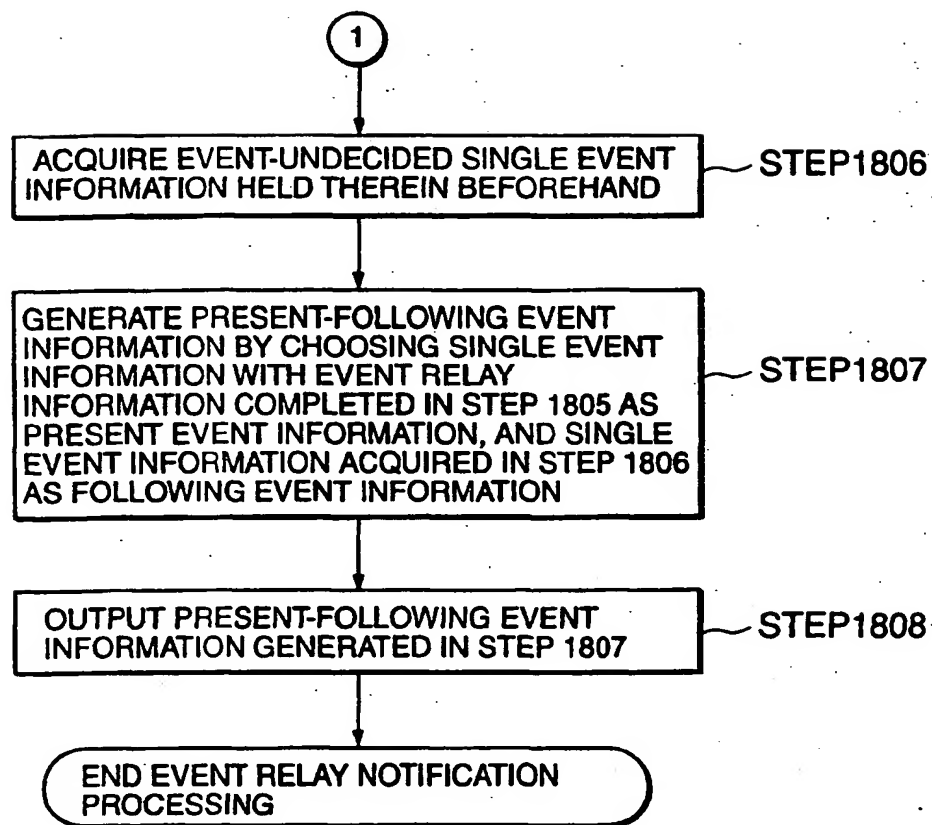 1
ACQUIRE EVENT-UNDECIDED SINGLE EVENT
INFORMATION HELD THEREIN BEFOREHAND
STEP1806
GENERATE PRESENT-FOLLOWING EVENT
INFORMATION BY CHOOSING SINGLE EVENT
INFORMATION WITH EVENT RELAY
INFORMATION COMPLETED IN STEP 1805 AS
PRESENT EVENT INFORMATION, AND SINGLE
EVENT INFORMATION ACQUIRED IN STEP 1806
AS FOLLOWING EVENT INFORMATION
STEP1807
OUTPUT PRESENT-FOLLOWING EVENT
INFORMATION GENERATED IN STEP 1807
STEP1808
END EVENT RELAY NOTIFICATION
PROCESSING